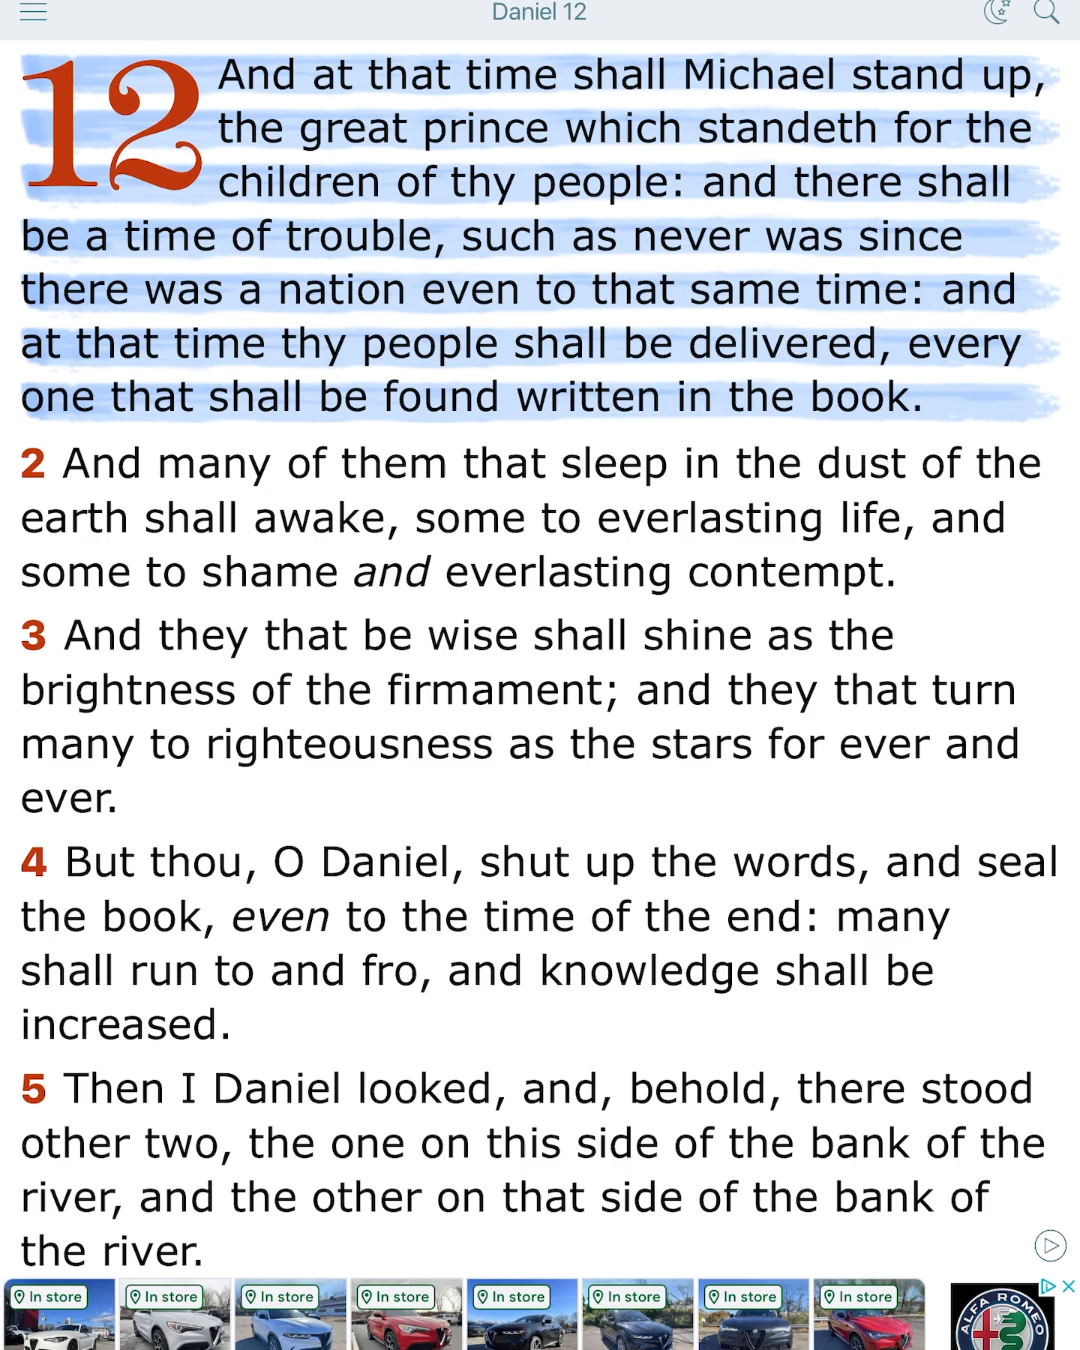 Daniel 12
12 And at that time shall Michael stand up,
the great prince which standeth for the
children of thy people: and there shall
be a time of trouble, such as never was since
there was a nation even to that same time: and
at that time thy people shall be delivered, every
one that shall be found written in the book.
2 And many of them that sleep in the dust of the
earth shall awake, some to everlasting life, and
some to shame and everlasting contempt.
3 And they that be wise shall shine as the
brightness of the firmament; and they that turn
many to righteousness as the stars for ever and
ever.
4 But thou, O Daniel, shut up the words, and seal
the book, even to the time of the end: many
shall run to and fro, and knowledge shall be
increased.
5 Then I Daniel looked, and, behold, there stood
other two, the one on this side of the bank of the
river, and the other on that side of the bank of
the river.
In store In store In store In store In store In store In store In store
ALFA ROMEO